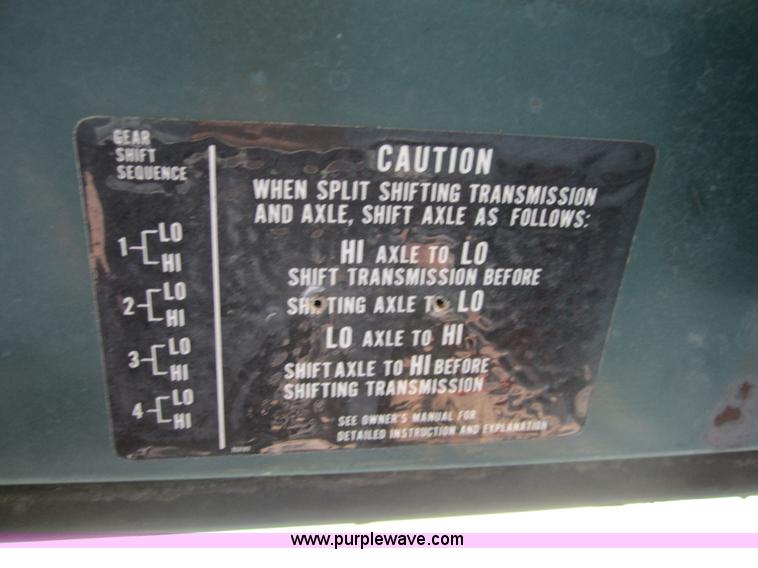 GEAR
SHIFT
SEQUENCE
1 LO
HI
2 LO
HI
3 LO
HI
4 LO
HI
CAUTION
WHEN SPLIT SHIFTING TRANSMISSION
AND AXLE, SHIFT AXLE AS FOLLOWS:
HI AXLE TO LO
SHIFT TRANSMISSION BEFORE
SHIFTING AXLE TO LO
LO AXLE TO HI
SHIFT AXLE TO HI BEFORE
SHIFTING TRANSMISSION
SEE OWNER'S MANUAL FOR
DETAILED INSTRUCTION AND EXPLANATION
www.purplewave.com